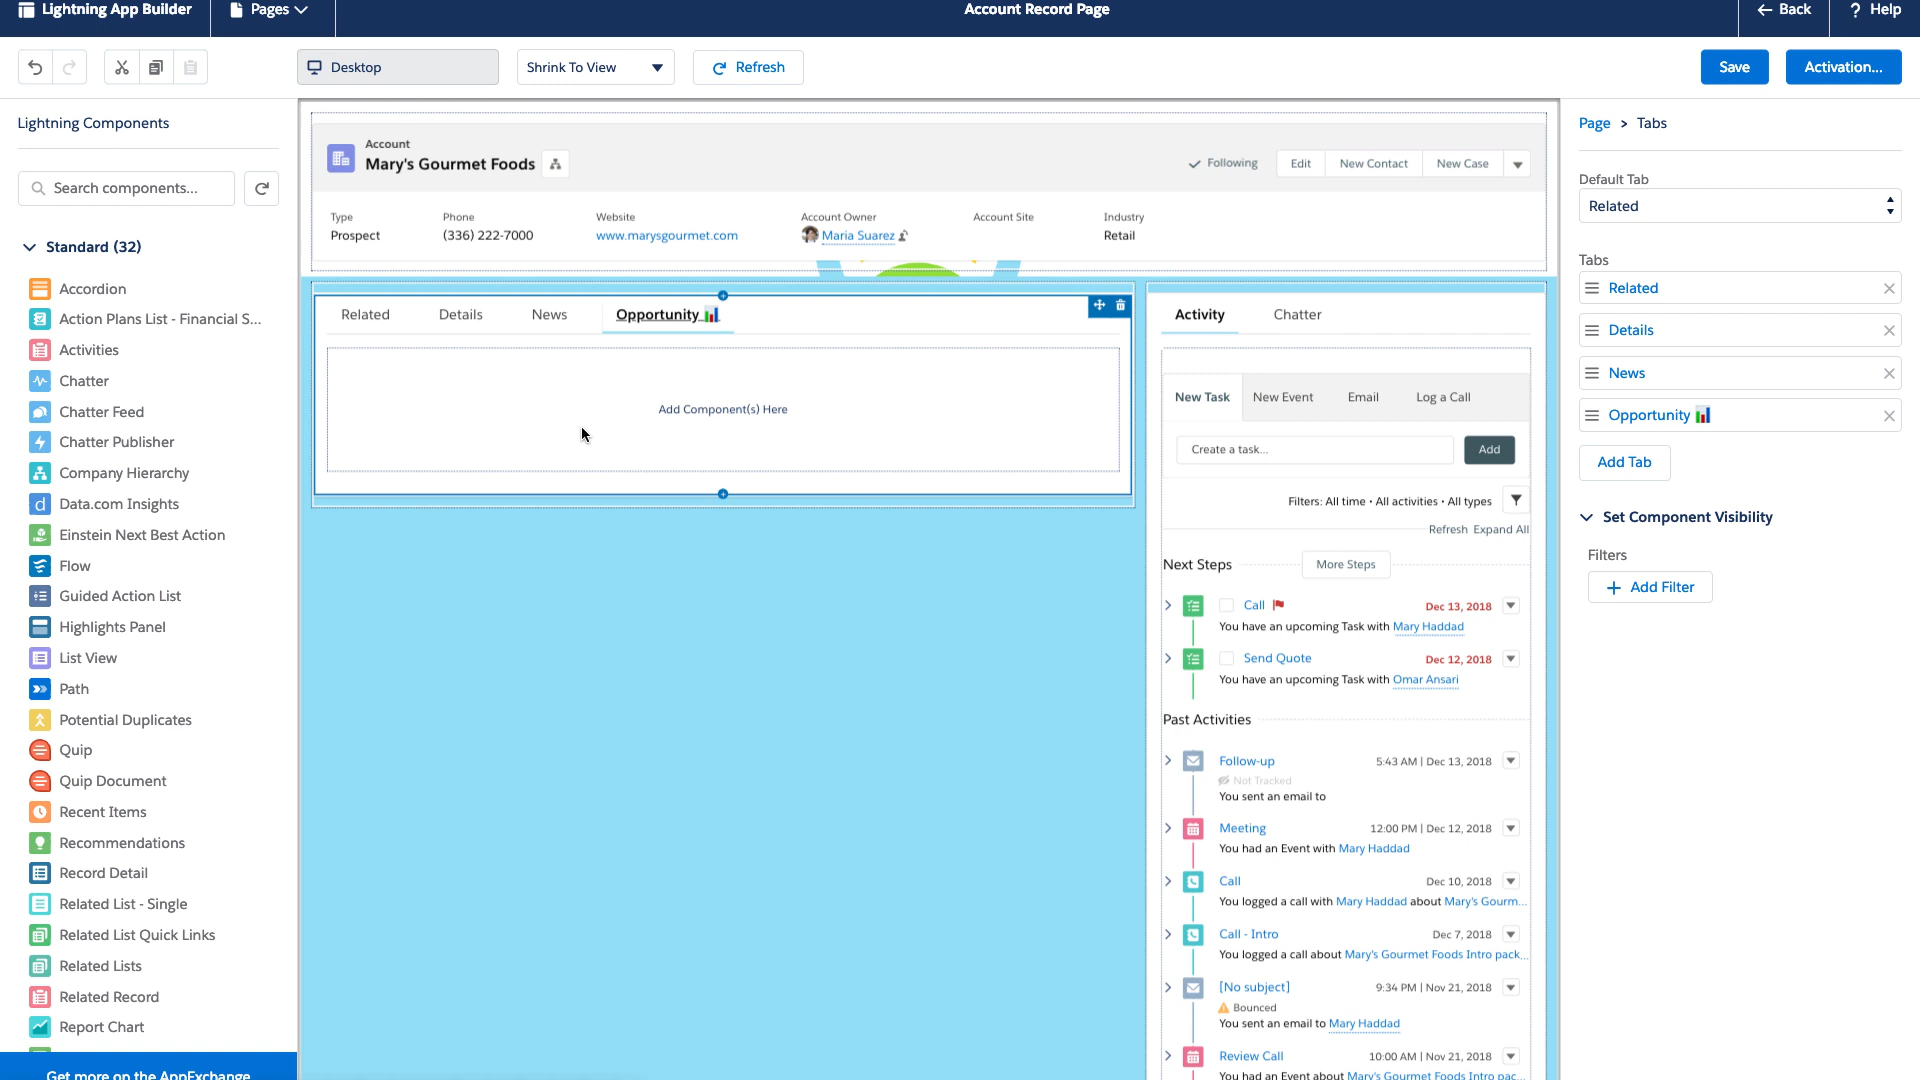 Lightning App Builder
Pages
Account Record Page
Back
? Help
Desktop
Shrink To View
Refresh
Save
Activation...
Lightning Components
Search components...
Standard (32)
Accordion
Action Plans List - Financial S...
Activities
Chatter
Chatter Feed
Chatter Publisher
Company Hierarchy
Data.com Insights
Einstein Next Best Action
Flow
Guided Action List
Highlights Panel
List View
Path
Potential Duplicates
Quip
Quip Document
Recent Items
Recommendations
Record Detail
Related List - Single
Related List Quick Links
Related Lists
Related Record
Report Chart
Get more on the AppExchange
Account
Mary's Gourmet Foods
Following
Edit
New Contact
New Case
Type
Prospect
Phone
(336) 222-7000
Website
www.marysgourmet.com
Account Owner
Maria Suarez
Account Site
Industry
Retail
Related
Details
News
Opportunity
Add Component(s) Here
Activity
Chatter
New Task
New Event
Email
Log a Call
Create a task...
Add
Filters: All time • All activities • All types
Refresh Expand All
Next Steps
More Steps
Call
Dec 13, 2018
You have an upcoming Task with Mary Haddad
Send Quote
Dec 12, 2018
You have an upcoming Task with Omar Ansari
Past Activities
Follow-up
5:43 AM | Dec 13, 2018
Not Tracked
You sent an email to
Meeting
12:00 PM | Dec 12, 2018
You had an Event with Mary Haddad
Call
Dec 10, 2018
You logged a call with Mary Haddad about Mary's Gourm...
Call - Intro
Dec 7, 2018
You logged a call about Mary's Gourmet Foods Intro pack...
[No subject]
9:34 PM | Nov 21, 2018
Bounced
You sent an email to Mary Haddad
Review Call
10:00 AM | Nov 21, 2018
You had an Event about Mary's Gourmet Foods Intro pac...
Page > Tabs
Default Tab
Related
Tabs
Related
Details
News
Opportunity
Add Tab
Set Component Visibility
Filters
+ Add Filter